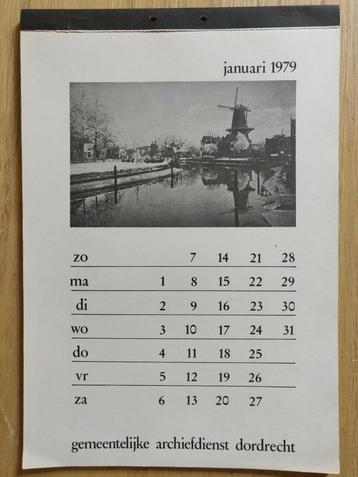 januari 1979
zo 7 14 21 28
ma 1 8 15 22 29
di 2 9 16 23 30
wo 3 10 17 24 31
do 4 11 18 25
vr 5 12 19 26
za 6 13 20 27
gemeentelijke archiefdienst dordrecht